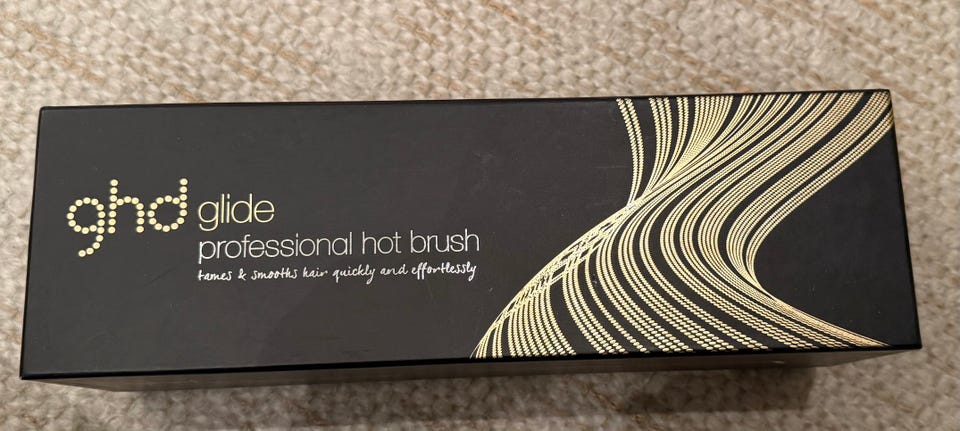 ghd glide
professional hot brush
tames & smooths hair quickly and effortlessly